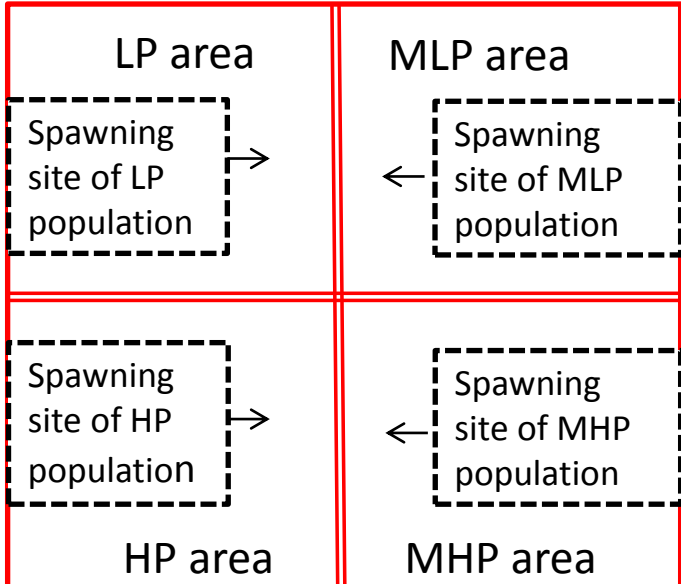 LP area
MLP area
Spawning
site of LP
population
Spawning
site of MLP
population
Spawning
site of HP
population
Spawning
site of MHP
population
HP area
MHP area